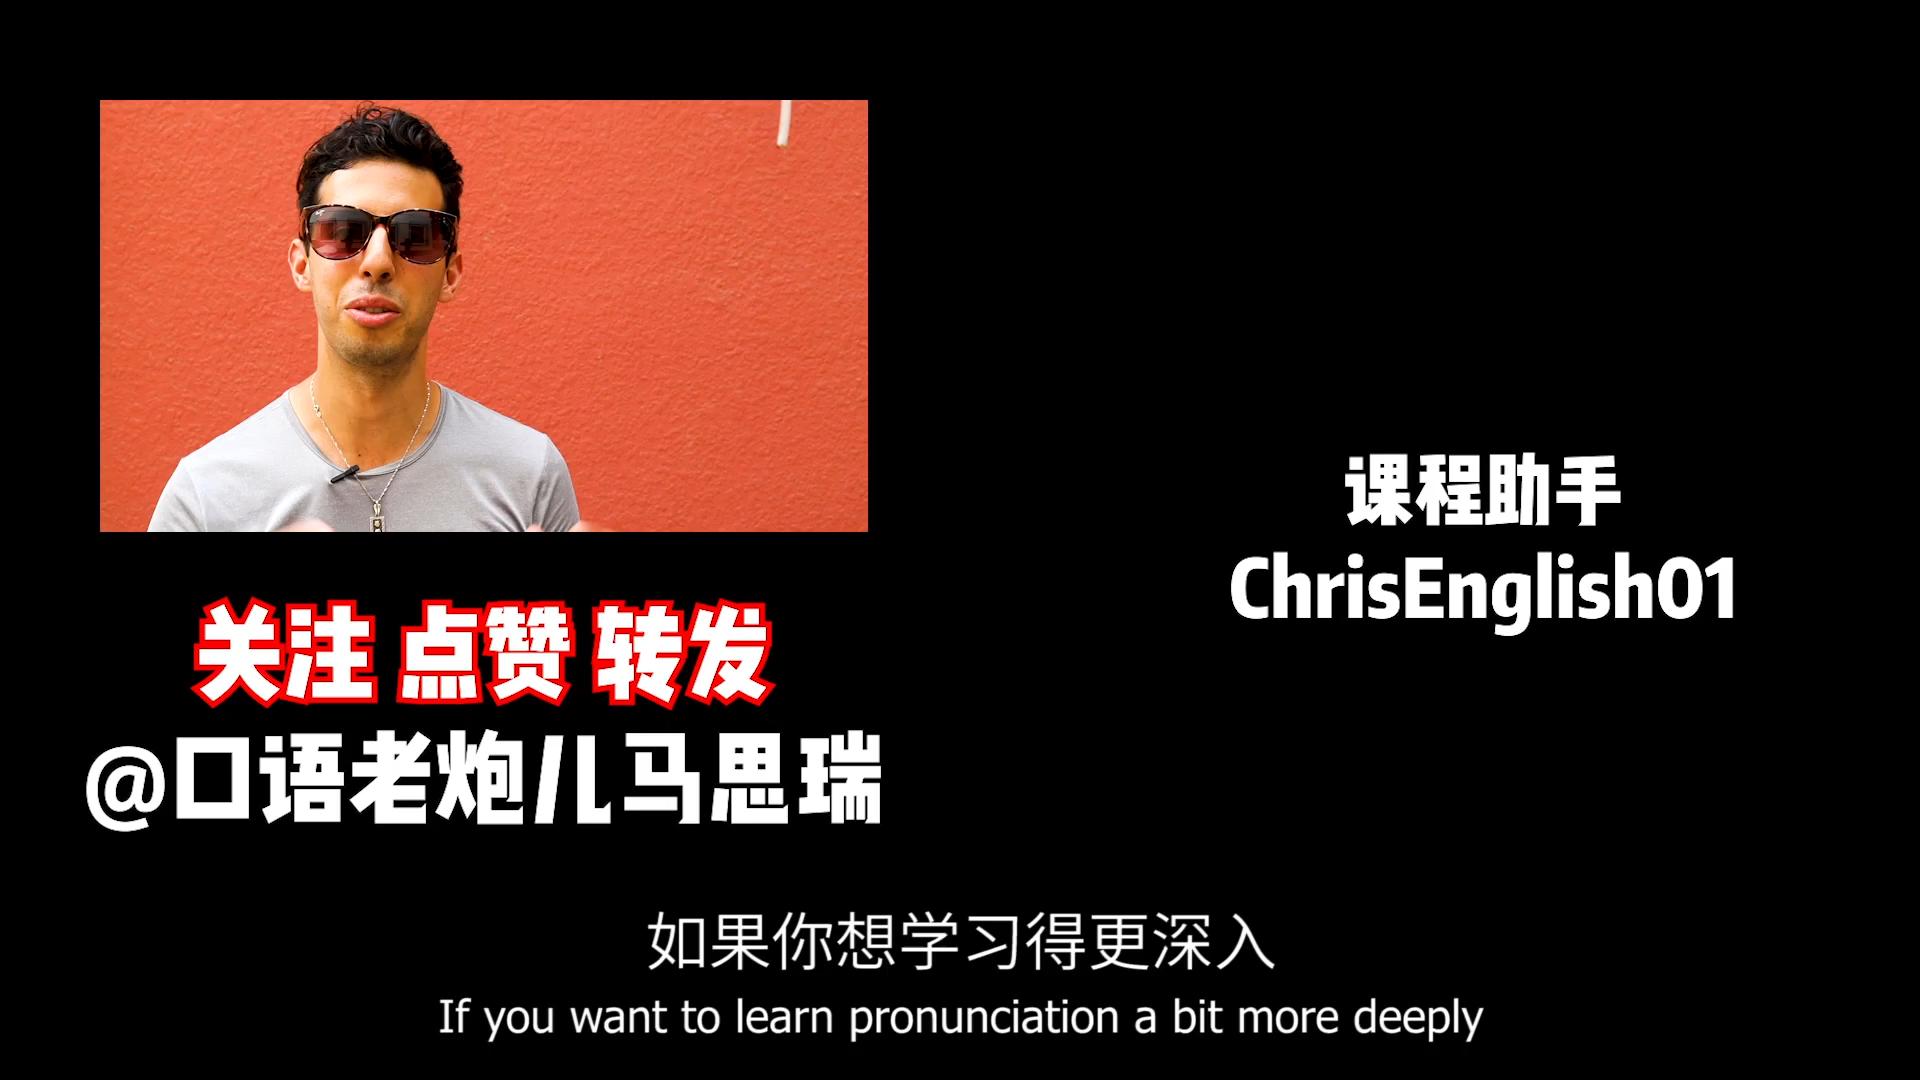 课程助手
ChrisEnglish01
关注 点赞 转发
@口语老炮儿马思瑞
如果你想学习得更深入
If you want to learn pronunciation a bit more deeply